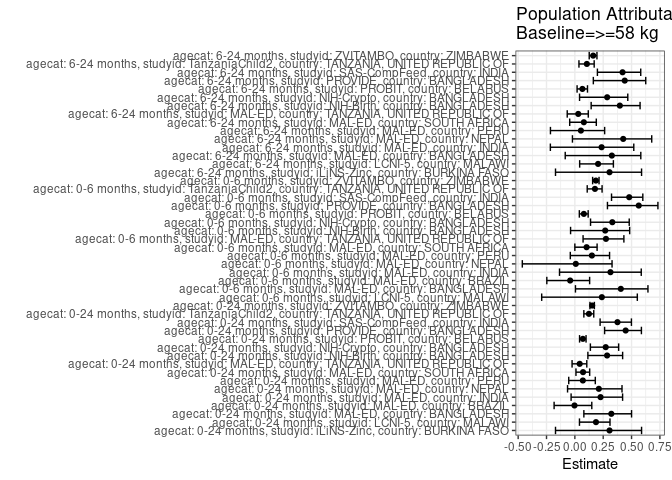 Population Attributa
Baseline=>=58 kg
agecat: 6-24 months, studyid: ZVITAMBO, country: ZIMBABWE
agecat: 6-24 months, studyid: TanzaniaChild2, country: TANZANIA, UNITED REPUBLIC OF
agecat: 6-24 months, studyid: SAS-CompFeed, country: INDIA
agecat: 6-24 months, studyid: PROVIDE, country: BANGLADESH
agecat: 6-24 months, studyid: PROBIT, country: BELARUS
agecat: 6-24 months, studyid: NIH-Crypto, country: BANGLADESH
agecat: 6-24 months, studyid: NIH-Birth, country: BANGLADESH
agecat: 6-24 months, studyid: MAL-ED, country: TANZANIA, UNITED REPUBLIC OF
agecat: 6-24 months, studyid: MAL-ED, country: SOUTH AFRICA
agecat: 6-24 months, studyid: MAL-ED, country: PERU
agecat: 6-24 months, studyid: MAL-ED, country: NEPAL
agecat: 6-24 months, studyid: MAL-ED, country: INDIA
agecat: 6-24 months, studyid: MAL-ED, country: BANGLADESH
agecat: 6-24 months, studyid: LCNI-5, country: MALAWI
agecat: 6-24 months, studyid: iLiNS-Zinc, country: BURKINA FASO
agecat: 0-6 months, studyid: ZVITAMBO, country: ZIMBABWE
agecat: 0-6 months, studyid: TanzaniaChild2, country: TANZANIA, UNITED REPUBLIC OF
agecat: 0-6 months, studyid: SAS-CompFeed, country: INDIA
agecat: 0-6 months, studyid: PROVIDE, country: BANGLADESH
agecat: 0-6 months, studyid: PROBIT, country: BELARUS
agecat: 0-6 months, studyid: NIH-Crypto, country: BANGLADESH
agecat: 0-6 months, studyid: NIH-Birth, country: BANGLADESH
agecat: 0-6 months, studyid: MAL-ED, country: TANZANIA, UNITED REPUBLIC OF
agecat: 0-6 months, studyid: MAL-ED, country: SOUTH AFRICA
agecat: 0-6 months, studyid: MAL-ED, country: PERU
agecat: 0-6 months, studyid: MAL-ED, country: NEPAL
agecat: 0-6 months, studyid: MAL-ED, country: INDIA
agecat: 0-6 months, studyid: MAL-ED, country: BRAZIL
agecat: 0-6 months, studyid: MAL-ED, country: BANGLADESH
agecat: 0-6 months, studyid: LCNI-5, country: MALAWI
agecat: 0-24 months, studyid: ZVITAMBO, country: ZIMBABWE
agecat: 0-24 months, studyid: TanzaniaChild2, country: TANZANIA, UNITED REPUBLIC OF
agecat: 0-24 months, studyid: SAS-CompFeed, country: INDIA
agecat: 0-24 months, studyid: PROVIDE, country: BANGLADESH
agecat: 0-24 months, studyid: PROBIT, country: BELARUS
agecat: 0-24 months, studyid: NIH-Crypto, country: BANGLADESH
agecat: 0-24 months, studyid: NIH-Birth, country: BANGLADESH
agecat: 0-24 months, studyid: MAL-ED, country: TANZANIA, UNITED REPUBLIC OF
agecat: 0-24 months, studyid: MAL-ED, country: SOUTH AFRICA
agecat: 0-24 months, studyid: MAL-ED, country: PERU
agecat: 0-24 months, studyid: MAL-ED, country: NEPAL
agecat: 0-24 months, studyid: MAL-ED, country: INDIA
agecat: 0-24 months, studyid: MAL-ED, country: BRAZIL
agecat: 0-24 months, studyid: MAL-ED, country: BANGLADESH
agecat: 0-24 months, studyid: LCNI-5, country: MALAWI
agecat: 0-24 months, studyid: iLiNS-Zinc, country: BURKINA FASO
-0.50 -0.25 0.00 0.25 0.50 0.75
Estimate